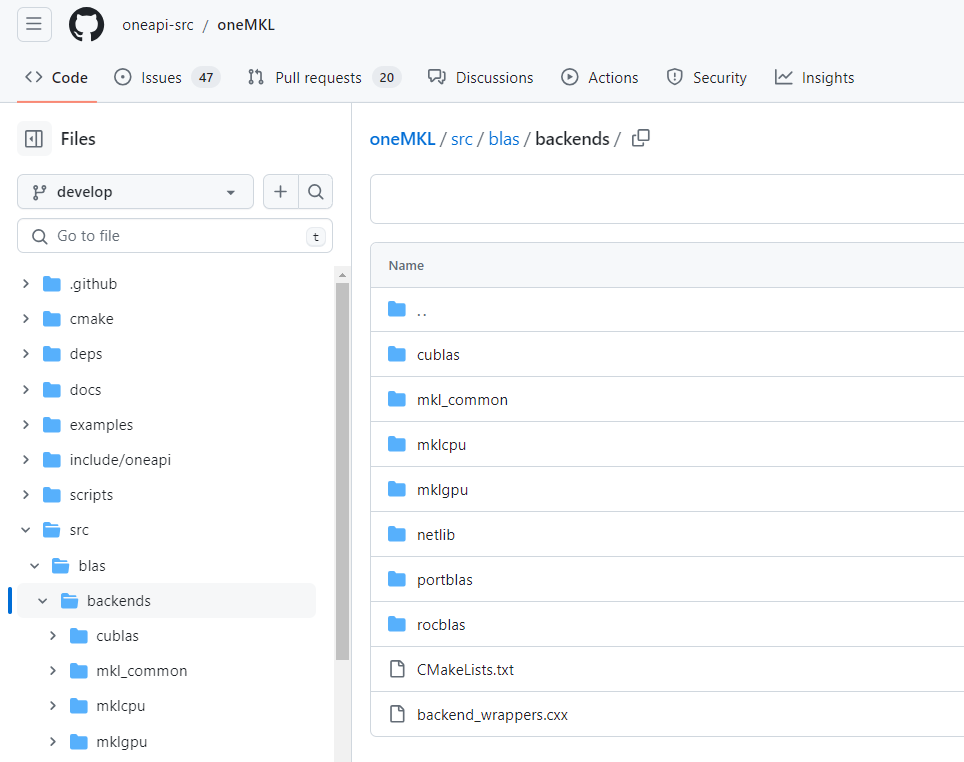 oneapi-src / oneMKL
Code Issues 47 Pull requests 20 Discussions Actions Security Insights
Files
develop
Go to file t
.github
cmake
deps
docs
examples
include/oneapi
scripts
src
blas
backends
cublas
mkl_common
mklcpu
mklgpu
oneMKL / src / blas / backends /
Name
..
cublas
mkl_common
mklcpu
mklgpu
netlib
portblas
rocblas
CMakeLists.txt
backend_wrappers.cxx